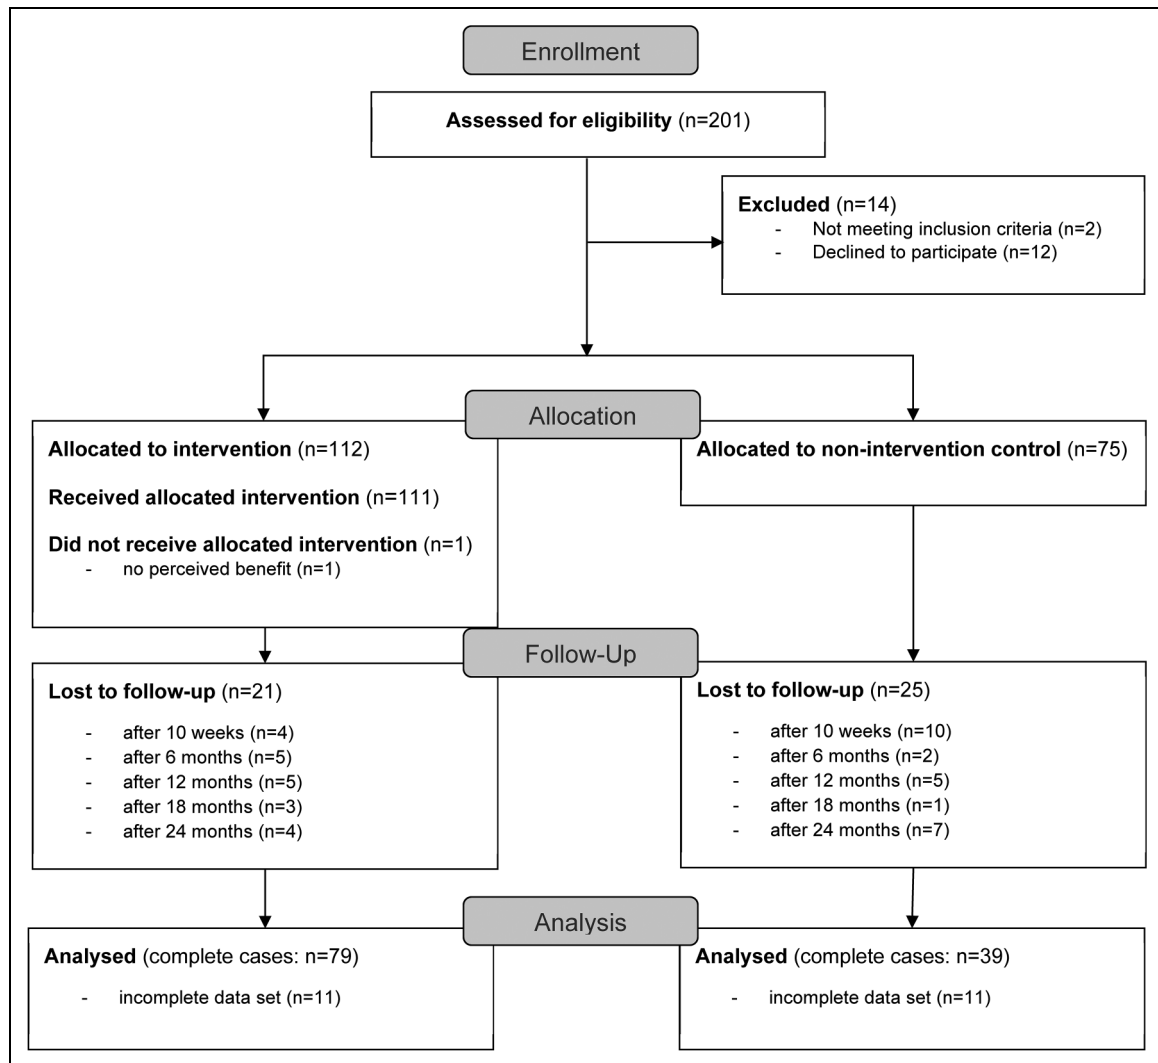 Enrollment
Assessed for eligibility (n=201)
Excluded (n=14)
- Not meeting inclusion criteria (n=2)
- Declined to participate (n=12)
Allocation
Allocated to intervention (n=112)
Received allocated intervention (n=111)
Did not receive allocated intervention (n=1)
- no perceived benefit (n=1)
Allocated to non-intervention control (n=75)
Follow-Up
Lost to follow-up (n=21)
- after 10 weeks (n=4)
- after 6 months (n=5)
- after 12 months (n=5)
- after 18 months (n=3)
- after 24 months (n=4)
Lost to follow-up (n=25)
- after 10 weeks (n=10)
- after 6 months (n=2)
- after 12 months (n=5)
- after 18 months (n=1)
- after 24 months (n=7)
Analysis
Analysed (complete cases: n=79)
- incomplete data set (n=11)
Analysed (complete cases: n=39)
- incomplete data set (n=11)